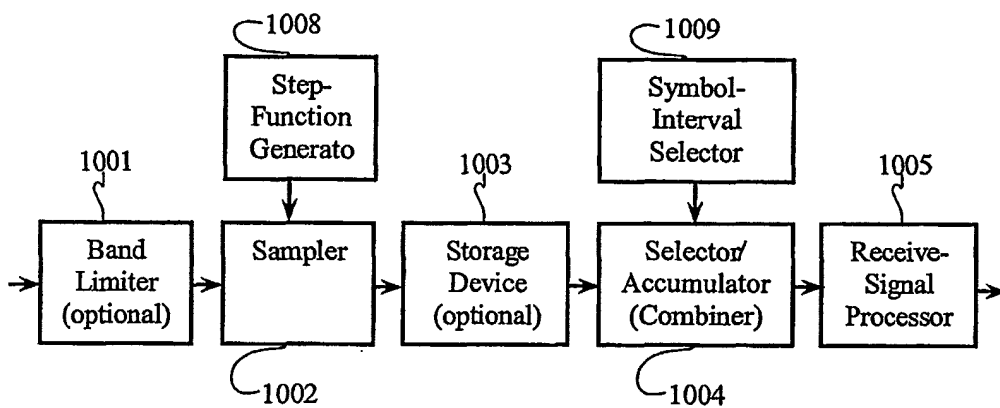 1008
1009
Step-
Function
Generato
Symbol-
Interval
Selector
1001
1003
1005
Band
Limiter
(optional)
Sampler
Storage
Device
(optional)
Selector/
Accumulator
(Combiner)
Receive-
Signal
Processor
1002
1004